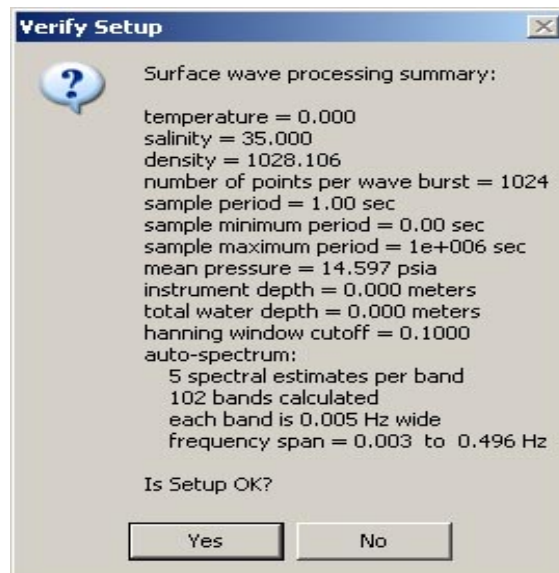 Verify Setup
Surface wave processing summary:
temperature = 0.000
salinity = 35.000
density = 1028.106
number of points per wave burst = 1024
sample period = 1.00 sec
sample minimum period = 0.00 sec
sample maximum period = 1e+006 sec
mean pressure = 14.597 psia
instrument depth = 0.000 meters
total water depth = 0.000 meters
hanning window cutoff = 0.1000
auto-spectrum:
5 spectral estimates per band
102 bands calculated
each band is 0.005 Hz wide
frequency span = 0.003 to 0.496 Hz
Is Setup OK?
Yes
No